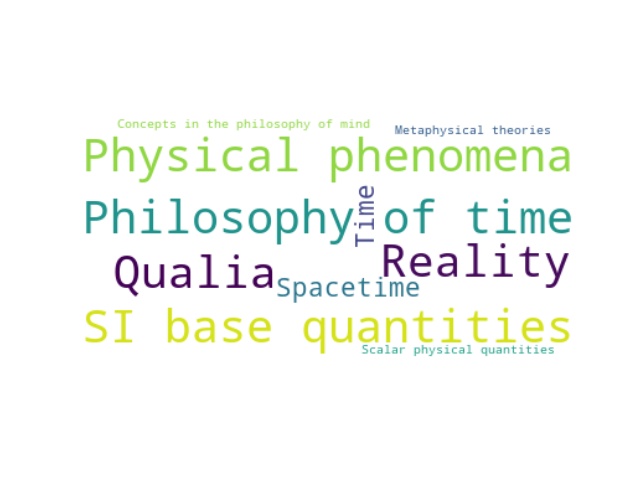 Concepts in the philosophy of mind
Metaphysical theories
Physical phenomena
Philosophy of time
Time
Qualia
Reality
Spacetime
SI base quantities
Scalar physical quantities